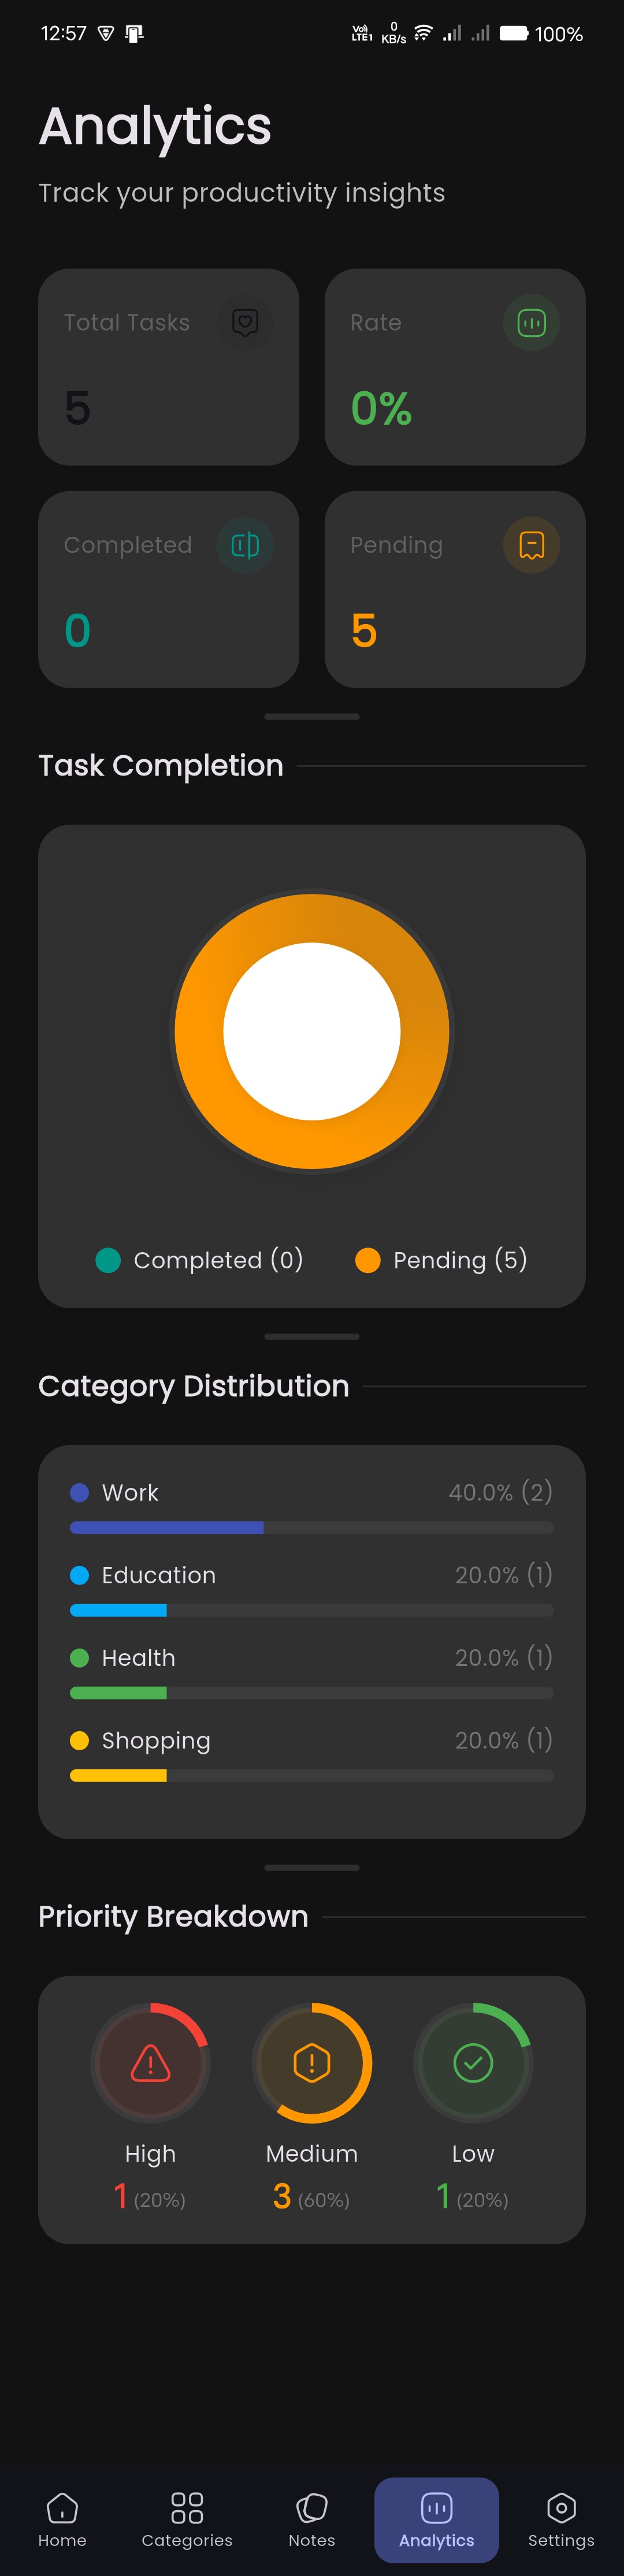 12:57 Vo)) LTE1 0 KB/s 100%
Analytics
Track your productivity insights
Total Tasks
5
Rate
0%
Completed
0
Pending
5
Task Completion
Completed (0) Pending (5)
Category Distribution
Work 40.0% (2)
Education 20.0% (1)
Health 20.0% (1)
Shopping 20.0% (1)
Priority Breakdown
High Medium Low
1 (20%) 3 (60%) 1 (20%)
Home Categories Notes Analytics Settings